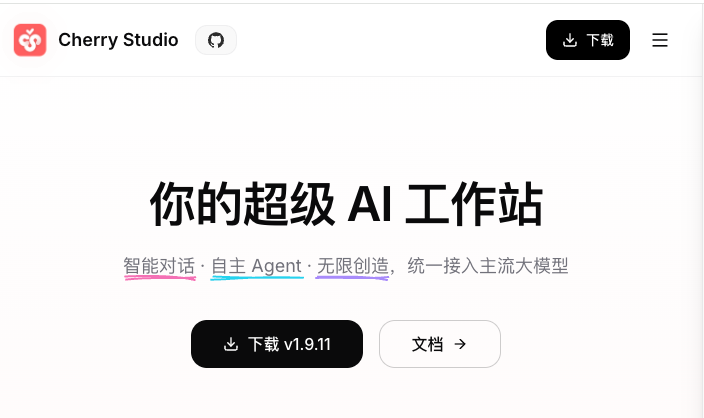 Cherry Studio
下载
你的超级 AI 工作站
智能对话 · 自主 Agent · 无限创造，统一接入主流大模型
下载 v1.9.11
文档 →